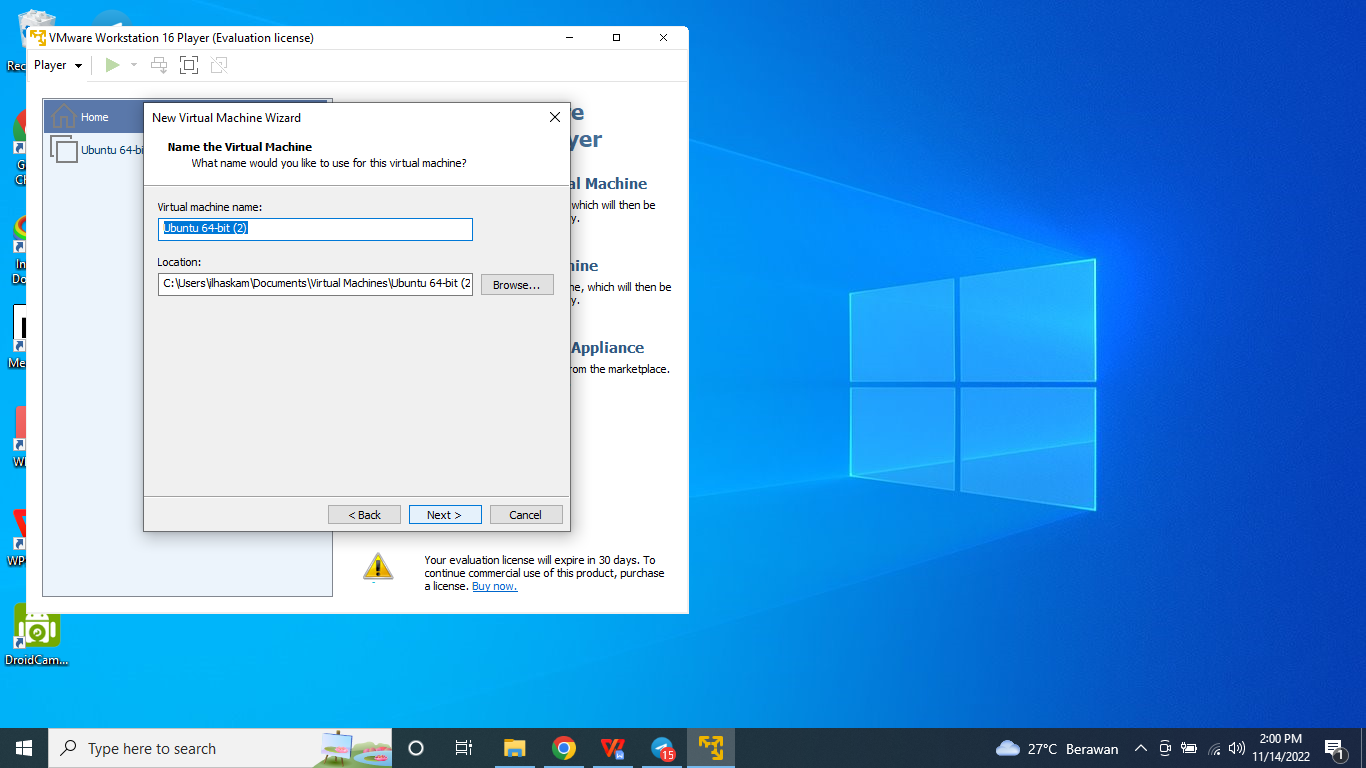 VMware Workstation 16 Player (Evaluation license)
Player
Home
Ubuntu 64-bi
New Virtual Machine Wizard
Name the Virtual Machine
What name would you like to use for this virtual machine?
Virtual machine name:
Ubuntu 64-bit (2)
Location:
C:\Users\ilhaskam\Documents\Virtual Machines\Ubuntu 64-bit (2
Browse...
< Back
Next >
Cancel
re
yer
al Machine
which will then be
y.
hine
ne, which will then be
y.
Appliance
rom the marketplace.
Your evaluation license will expire in 30 days. To
continue commercial use of this product, purchase
a license. Buy now.
Rec
G
Ch
In
Do
Me
W
WP
DroidCam...
Type here to search
15
27°C Berawan
2:00 PM
11/14/2022
1